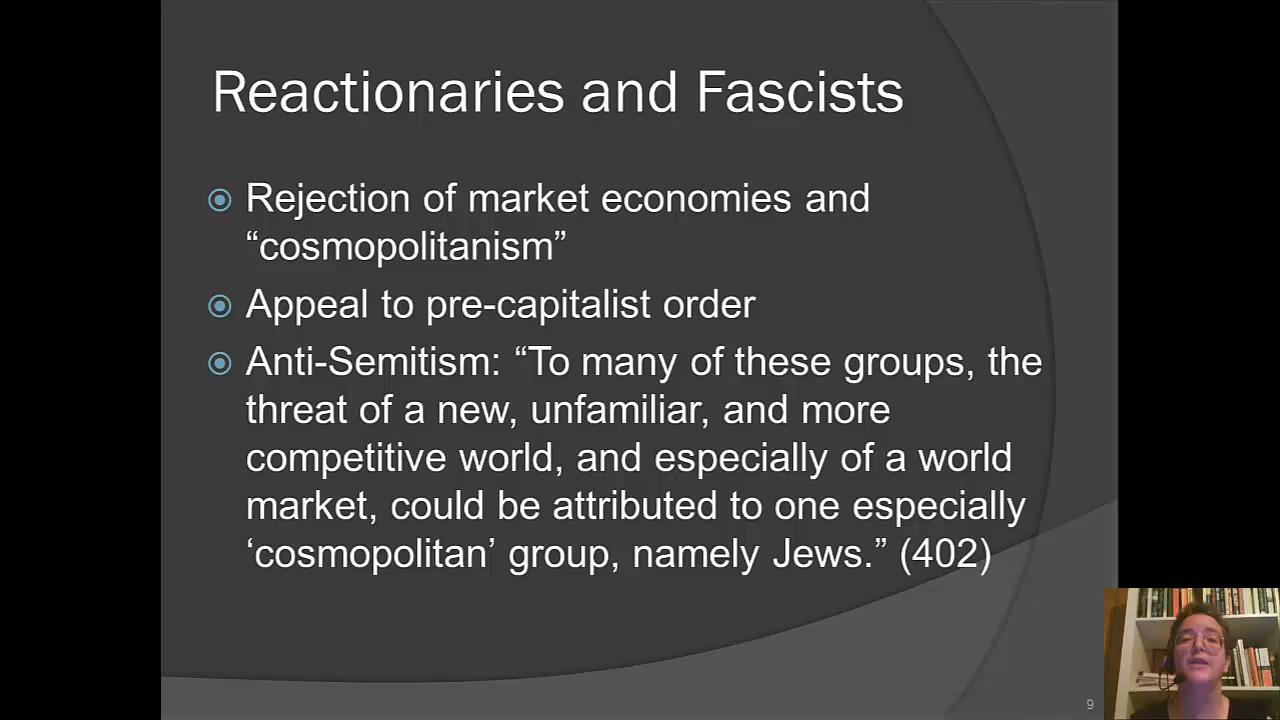 Reactionaries and Fascists
Rejection of market economies and
“cosmopolitanism”
Appeal to pre-capitalist order
Anti-Semitism: “To many of these groups, the
threat of a new, unfamiliar, and more
competitive world, and especially of a world
market, could be attributed to one especially
‘cosmopolitan’ group, namely Jews.” (402)
9